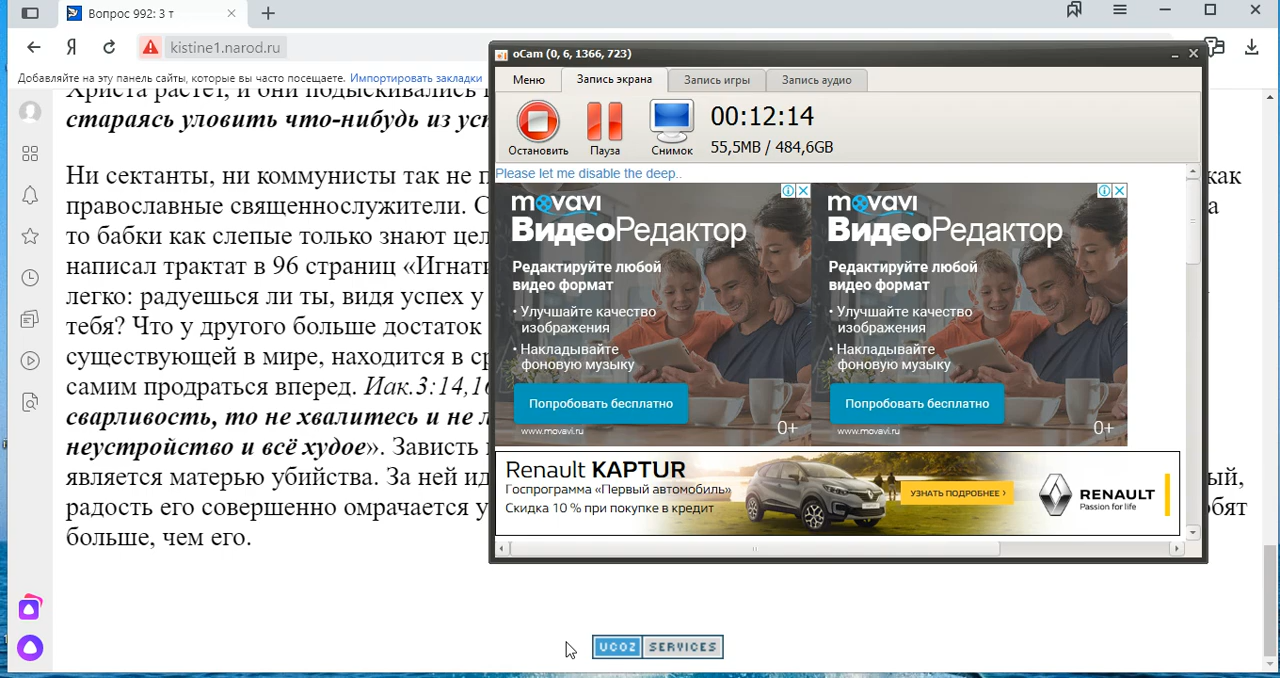 Вопрос 992: 3 т
kistine1.narod.ru
Добавляйте на эту панель сайты, которые вы часто посещаете. Импортировать закладки
oCam (0, 6, 1366, 723)
Меню
Запись экрана
Запись игры
Запись аудио
Остановить
Пауза
Снимок
00:12:14
55,5MB / 484,6GB
Please let me disable the deep..
movavi
ВидеоРедактор
Редактируйте любой
видео формат
• Улучшайте качество
изображения
• Накладывайте
фоновую музыку
Попробовать бесплатно
www.movavi.ru
0+
movavi
ВидеоРедактор
Редактируйте любой
видео формат
• Улучшайте качество
изображения
• Накладывайте
фоновую музыку
Попробовать бесплатно
www.movavi.ru
0+
Renault KAPTUR
Госпрограмма «Первый автомобиль»
Скидка 10 % при покупке в кредит
УЗНАТЬ ПОДРОБНЕЕ ›
RENAULT
Passion for life
Христа растет, и они подыскивались
стараясь уловить что-нибудь из ус
Ни сектанты, ни коммунисты так не как
православные священнослужители. С а
то бабки как слепые только знают цел
написал трактат в 96 страниц «Игнат
легко: радуешься ли ты, видя успех у
тебя? Что у другого больше достаток
существующей в мире, находится в ср
самим продраться вперед. Иак.3:14,16
сварливость, то не хвалитесь и не л
неустройство и всё худое». Зависть
является матерью убийства. За ней ид ый,
радость его совершенно омрачается у обят
больше, чем его.
UCOZ SERVICES